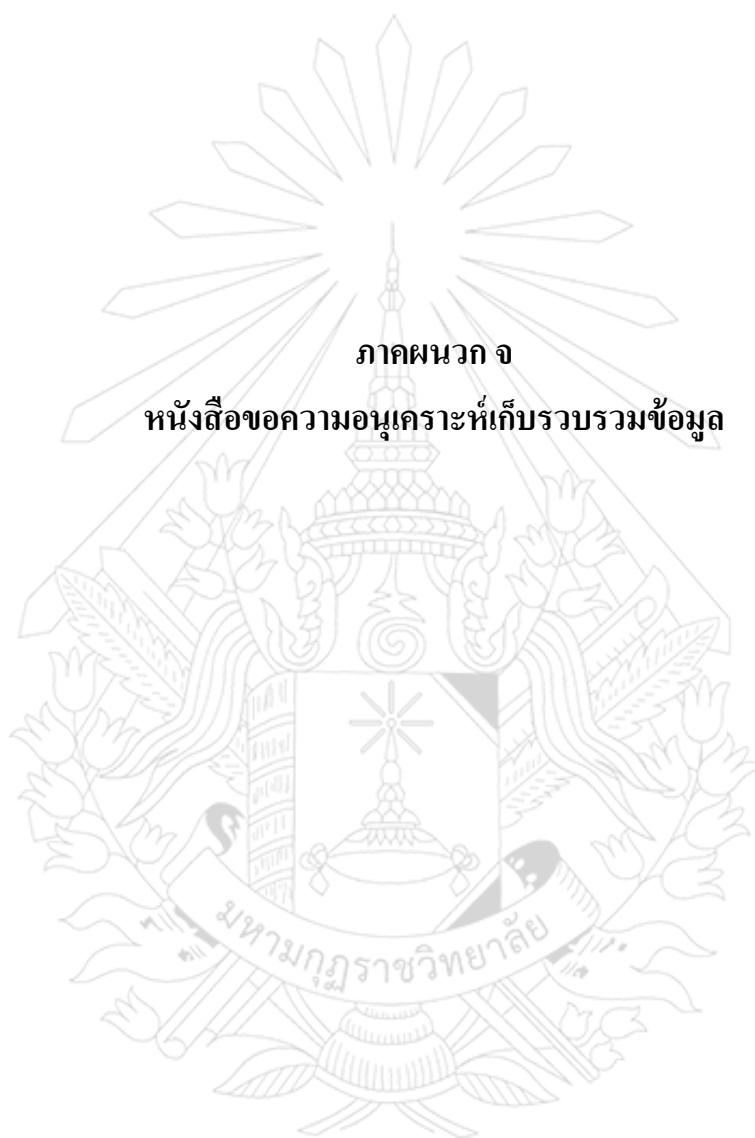 ภาคผนวก จ
หนังสือขอความอนุเคราะห์เก็บรวบรวมข้อมูล
มหามกุฏราชวิทยาลัย